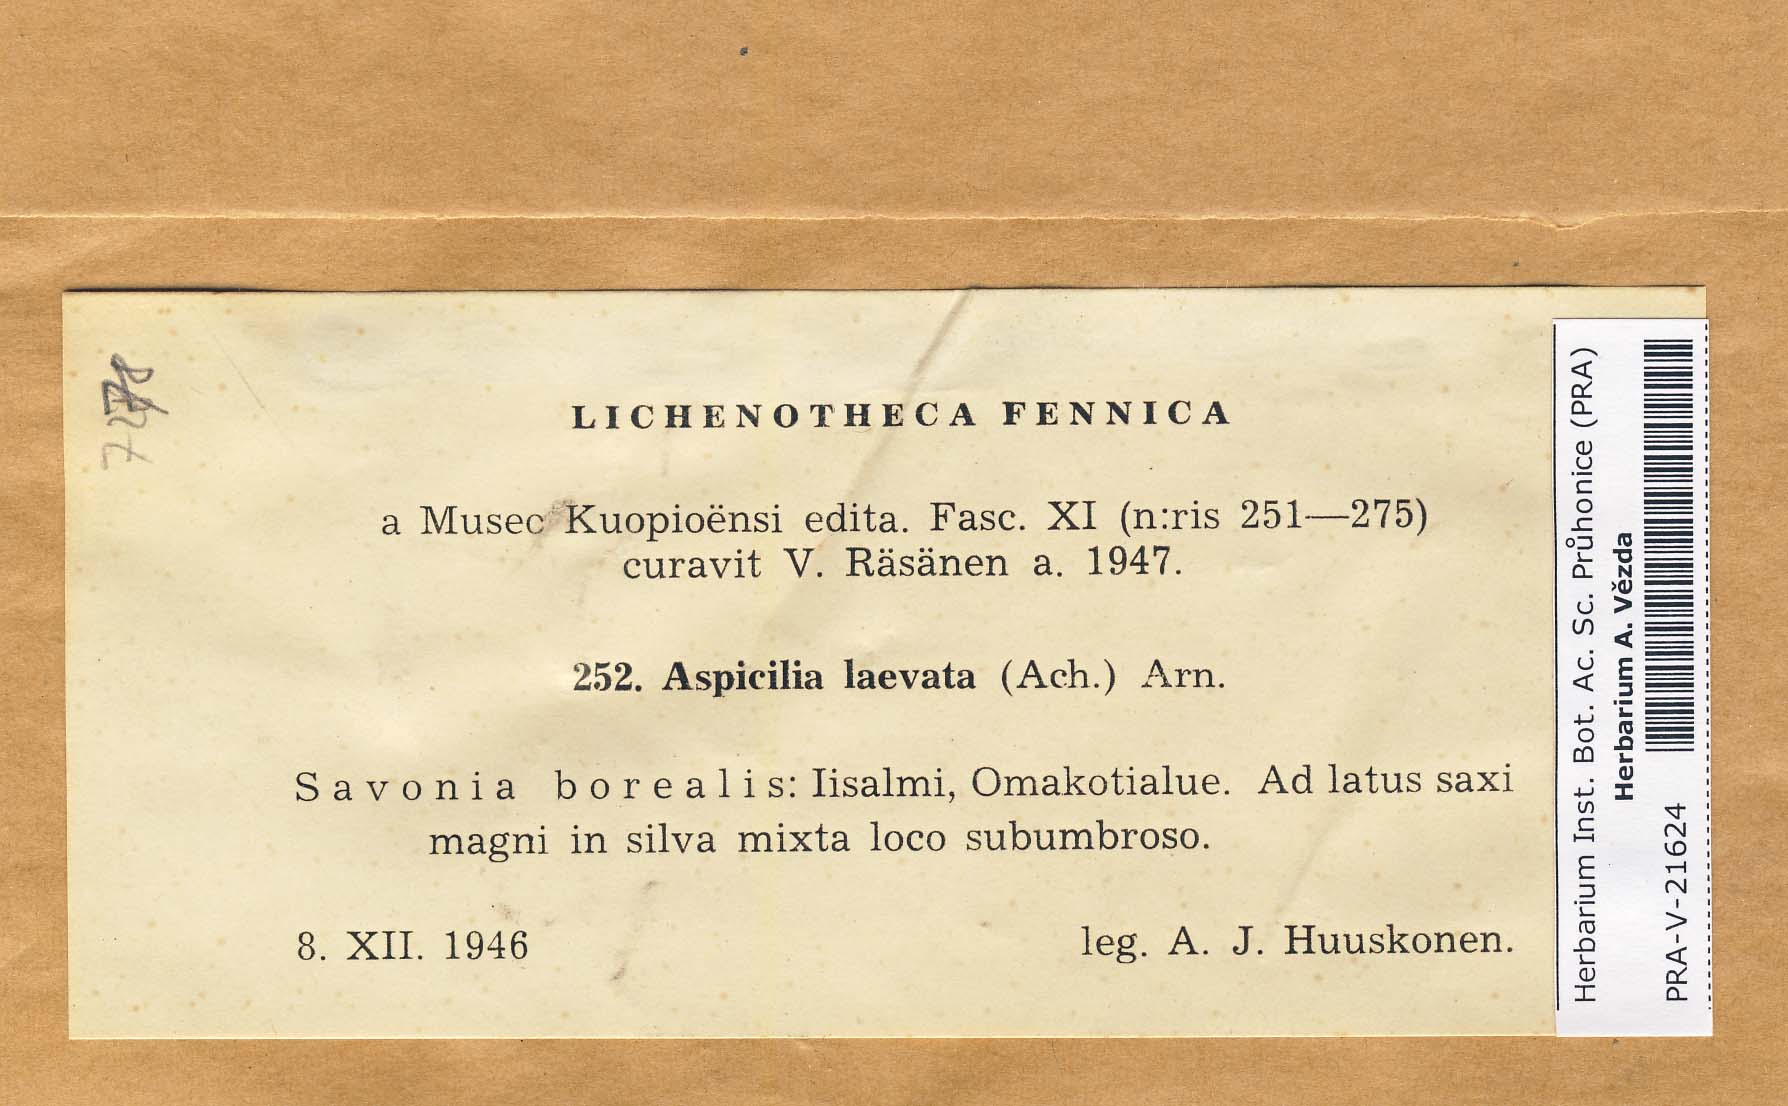 LICHENOTHECA FENNICA
a Museo Kuopioënsi edita. Fasc. XI (n:ris 251—275)
curavit V. Räsänen a. 1947.
252. Aspicilia laevata (Ach.) Arn.
Savonia borealis: Iisalmi, Omakotialue. Ad latus saxi
magni in silva mixta loco subumbroso.
8. XII. 1946 leg. A. J. Huuskonen.
Herbarium Inst. Bot. Ac. Sc. Průhonice (PRA)
Herbarium A. Vězda
PRA-V-21624